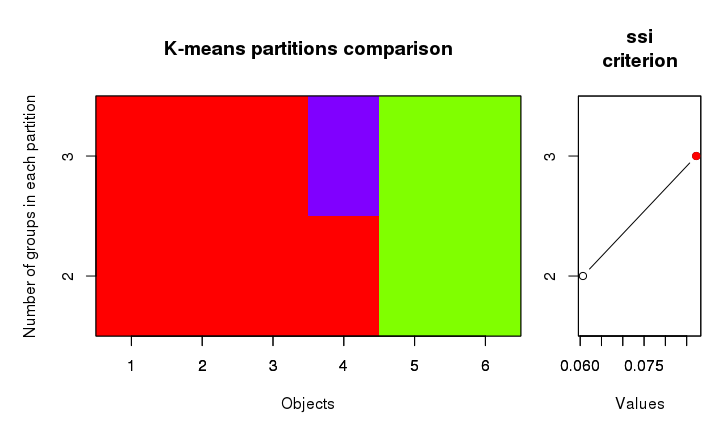 K-means partitions comparison
ssi
criterion
Number of groups in each partition
3
2
1 2 3 4 5 6
Objects
3
2
0.060 0.075
Values